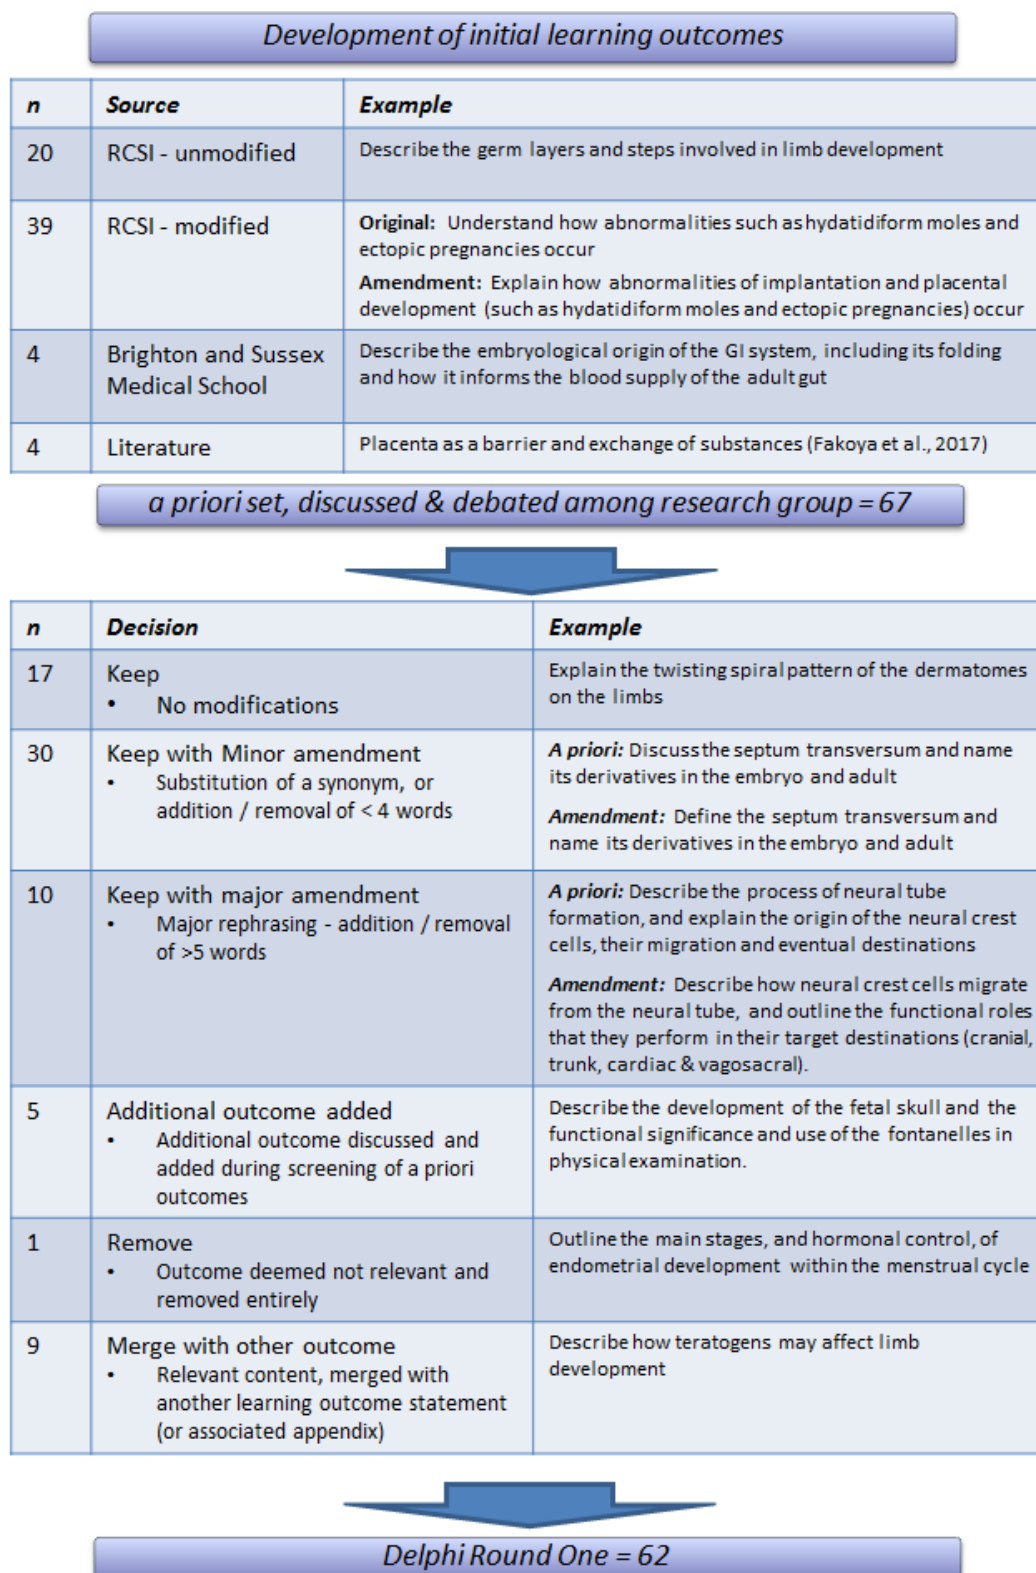 Development of initial learning outcomes
n Source Example
20 RCSI - unmodified Describe the germ layers and steps involved in limb development
39 RCSI - modified Original: Understand how abnormalities such as hydatidiform moles and
ectopic pregnancies occur
Amendment: Explain how abnormalities of implantation and placental
development (such as hydatidiform moles and ectopic pregnancies) occur
4 Brighton and Sussex Describe the embryological origin of the GI system, including its folding
Medical School and how it informs the blood supply of the adult gut
4 Literature Placenta as a barrier and exchange of substances (Fakoya et al., 2017)
a priori set, discussed & debated among research group = 67
n Decision Example
17 Keep Explain the twisting spiral pattern of the dermatomes
• No modifications on the limbs
30 Keep with Minor amendment A priori: Discuss the septum transversum and name
• Substitution of a synonym, or its derivatives in the embryo and adult
addition / removal of < 4 words Amendment: Define the septum transversum and
name its derivatives in the embryo and adult
10 Keep with major amendment A priori: Describe the process of neural tube
• Major rephrasing - addition / removal formation, and explain the origin of the neural crest
of >5 words cells, their migration and eventual destinations
Amendment: Describe how neural crest cells migrate
from the neural tube, and outline the functional roles
that they perform in their target destinations (cranial,
trunk, cardiac & vagosacral).
5 Additional outcome added Describe the development of the fetal skull and the
• Additional outcome discussed and functional significance and use of the fontanelles in
added during screening of a priori physical examination.
outcomes
1 Remove Outline the main stages, and hormonal control, of
• Outcome deemed not relevant and endometrial development within the menstrual cycle
removed entirely
9 Merge with other outcome Describe how teratogens may affect limb
• Relevant content, merged with development
another learning outcome statement
(or associated appendix)
Delphi Round One = 62